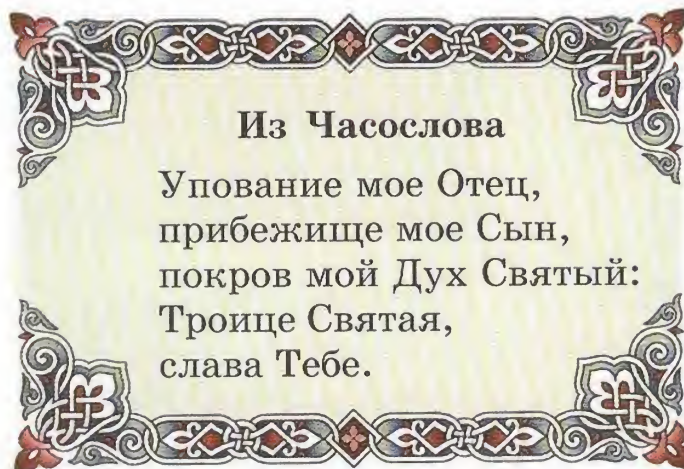 Из Часослова
Упование мое Отец,
прибежище мое Сын,
покров мой Дух Святый:
Троице Святая,
слава Тебе.